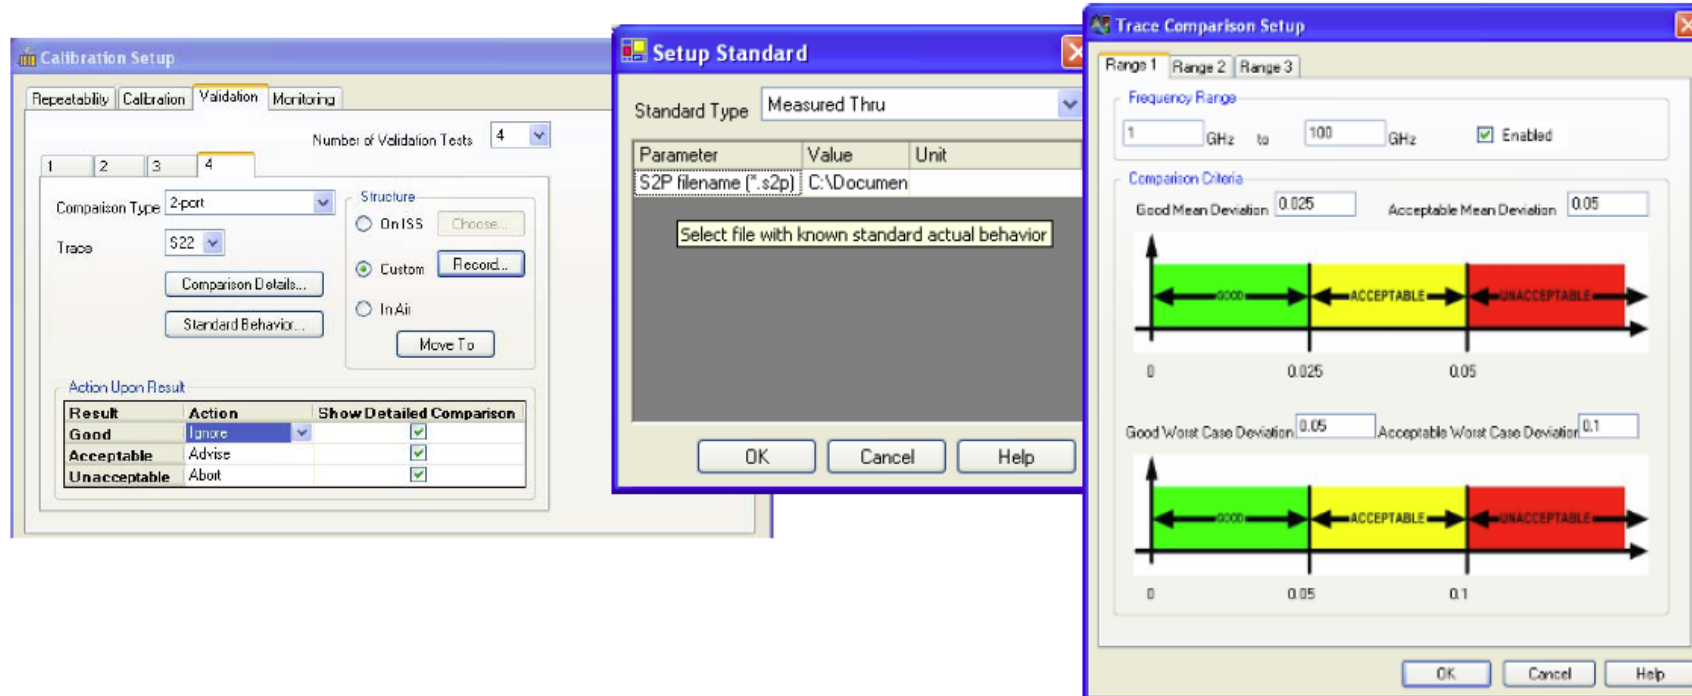 Calibration Setup
Repeatability Calibration Validation Monitoring
Number of Validation Tests 4
1 2 3 4
Comparison Type 2-port
Trace S22
Comparison Details...
Standard Behavior...
Structure
On ISS Choose...
Custom Record...
In Air
Move To
Action Upon Result
Result Action Show Detailed Comparison
Good Ignore
Acceptable Advise
Unacceptable Abort
Setup Standard
Standard Type Measured Thru
Parameter Value Unit
S2P filename (*.s2p) C:\Documen
Select file with known standard actual behavior
OK Cancel Help
Trace Comparison Setup
Range 1 Range 2 Range 3
Frequency Range
1 GHz to 100 GHz Enabled
Comparison Criteria
Good Mean Deviation 0.025 Acceptable Mean Deviation 0.05
GOOD ACCEPTABLE UNACCEPTABLE
0 0.025 0.05
Good Worst Case Deviation 0.05 Acceptable Worst Case Deviation 0.1
GOOD ACCEPTABLE UNACCEPTABLE
0 0.05 0.1
OK Cancel Help